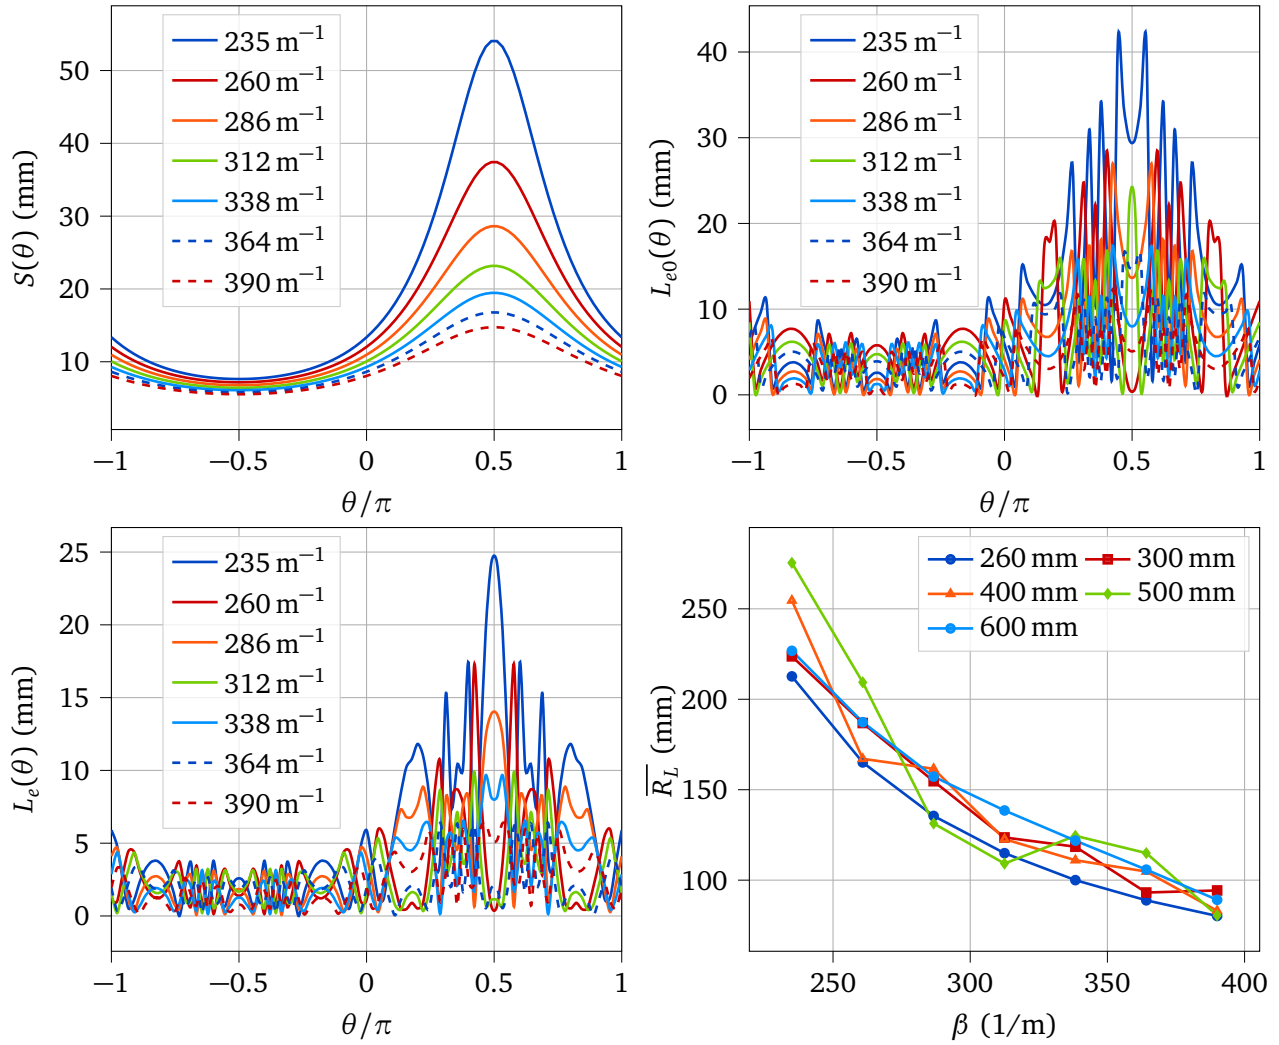 S(θ) (mm)
50
40
30
20
10
235 m⁻¹
260 m⁻¹
286 m⁻¹
312 m⁻¹
338 m⁻¹
364 m⁻¹
390 m⁻¹
−1 −0.5 0 0.5 1
θ/π
Lₑ₀(θ) (mm)
40
30
20
10
0
235 m⁻¹
260 m⁻¹
286 m⁻¹
312 m⁻¹
338 m⁻¹
364 m⁻¹
390 m⁻¹
−1 −0.5 0 0.5 1
θ/π
Lₑ(θ) (mm)
25
20
15
10
5
0
235 m⁻¹
260 m⁻¹
286 m⁻¹
312 m⁻¹
338 m⁻¹
364 m⁻¹
390 m⁻¹
−1 −0.5 0 0.5 1
θ/π
R̅_L (mm)
250
200
150
100
260 mm 300 mm
400 mm 500 mm
600 mm
250 300 350 400
β (1/m)